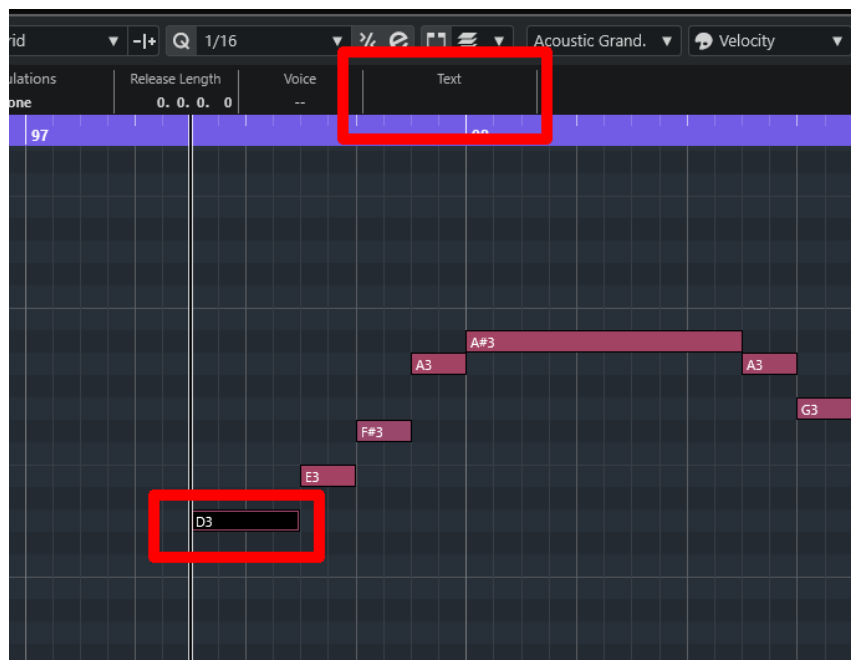 rid 1/16 Acoustic Grand. Velocity
ulations Release Length Voice Text
one 0. 0. 0. 0 --
97
A#3
A3 A3
G3
F#3
E3
D3